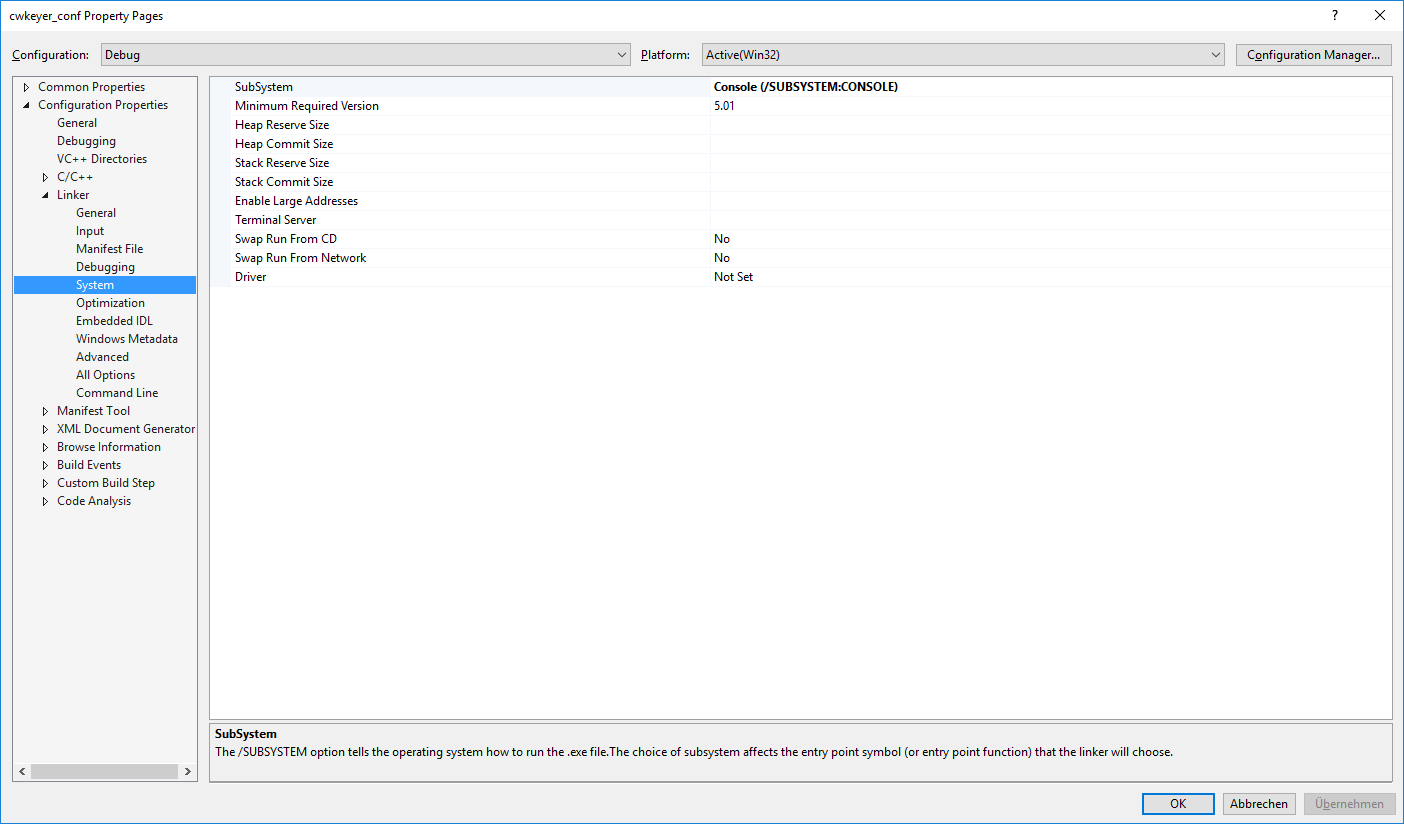 cwkeyer_conf Property Pages
?
Configuration: Debug Platform: Active(Win32) Configuration Manager...
Common Properties
Configuration Properties
General
Debugging
VC++ Directories
C/C++
Linker
General
Input
Manifest File
Debugging
System
Optimization
Embedded IDL
Windows Metadata
Advanced
All Options
Command Line
Manifest Tool
XML Document Generator
Browse Information
Build Events
Custom Build Step
Code Analysis
SubSystem Console (/SUBSYSTEM:CONSOLE)
Minimum Required Version 5.01
Heap Reserve Size
Heap Commit Size
Stack Reserve Size
Stack Commit Size
Enable Large Addresses
Terminal Server
Swap Run From CD No
Swap Run From Network No
Driver Not Set
SubSystem
The /SUBSYSTEM option tells the operating system how to run the .exe file.The choice of subsystem affects the entry point symbol (or entry point function) that the linker will choose.
OK Abbrechen Übernehmen